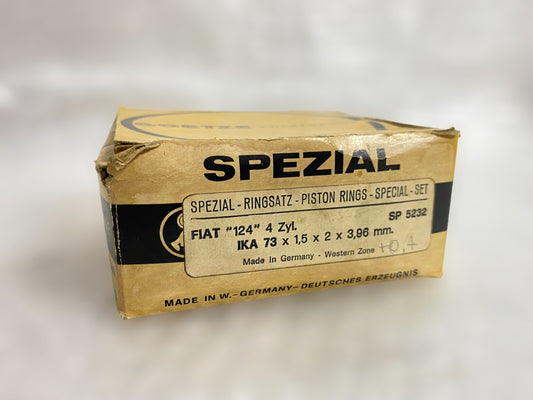 GOETZE
SPEZIAL
SPEZIAL - RINGSATZ - PISTON RINGS - SPECIAL - SET
FIAT "124" 4 Zyl. SP 5232
IKA 73 x 1,5 x 2 x 3,96 mm.
Made in Germany - Western Zone +0,4
MADE IN W.-GERMANY-DEUTSCHES ERZEUGNIS